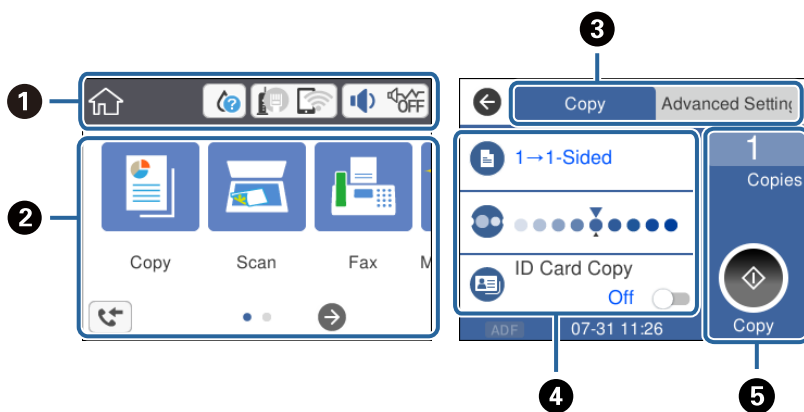 3
1
OFF
2
Copy
Scan
Fax
M
Copy
Advanced Setting
1→1-Sided
ID Card Copy
Off
ADF
07-31 11:26
1
Copies
Copy
4
5